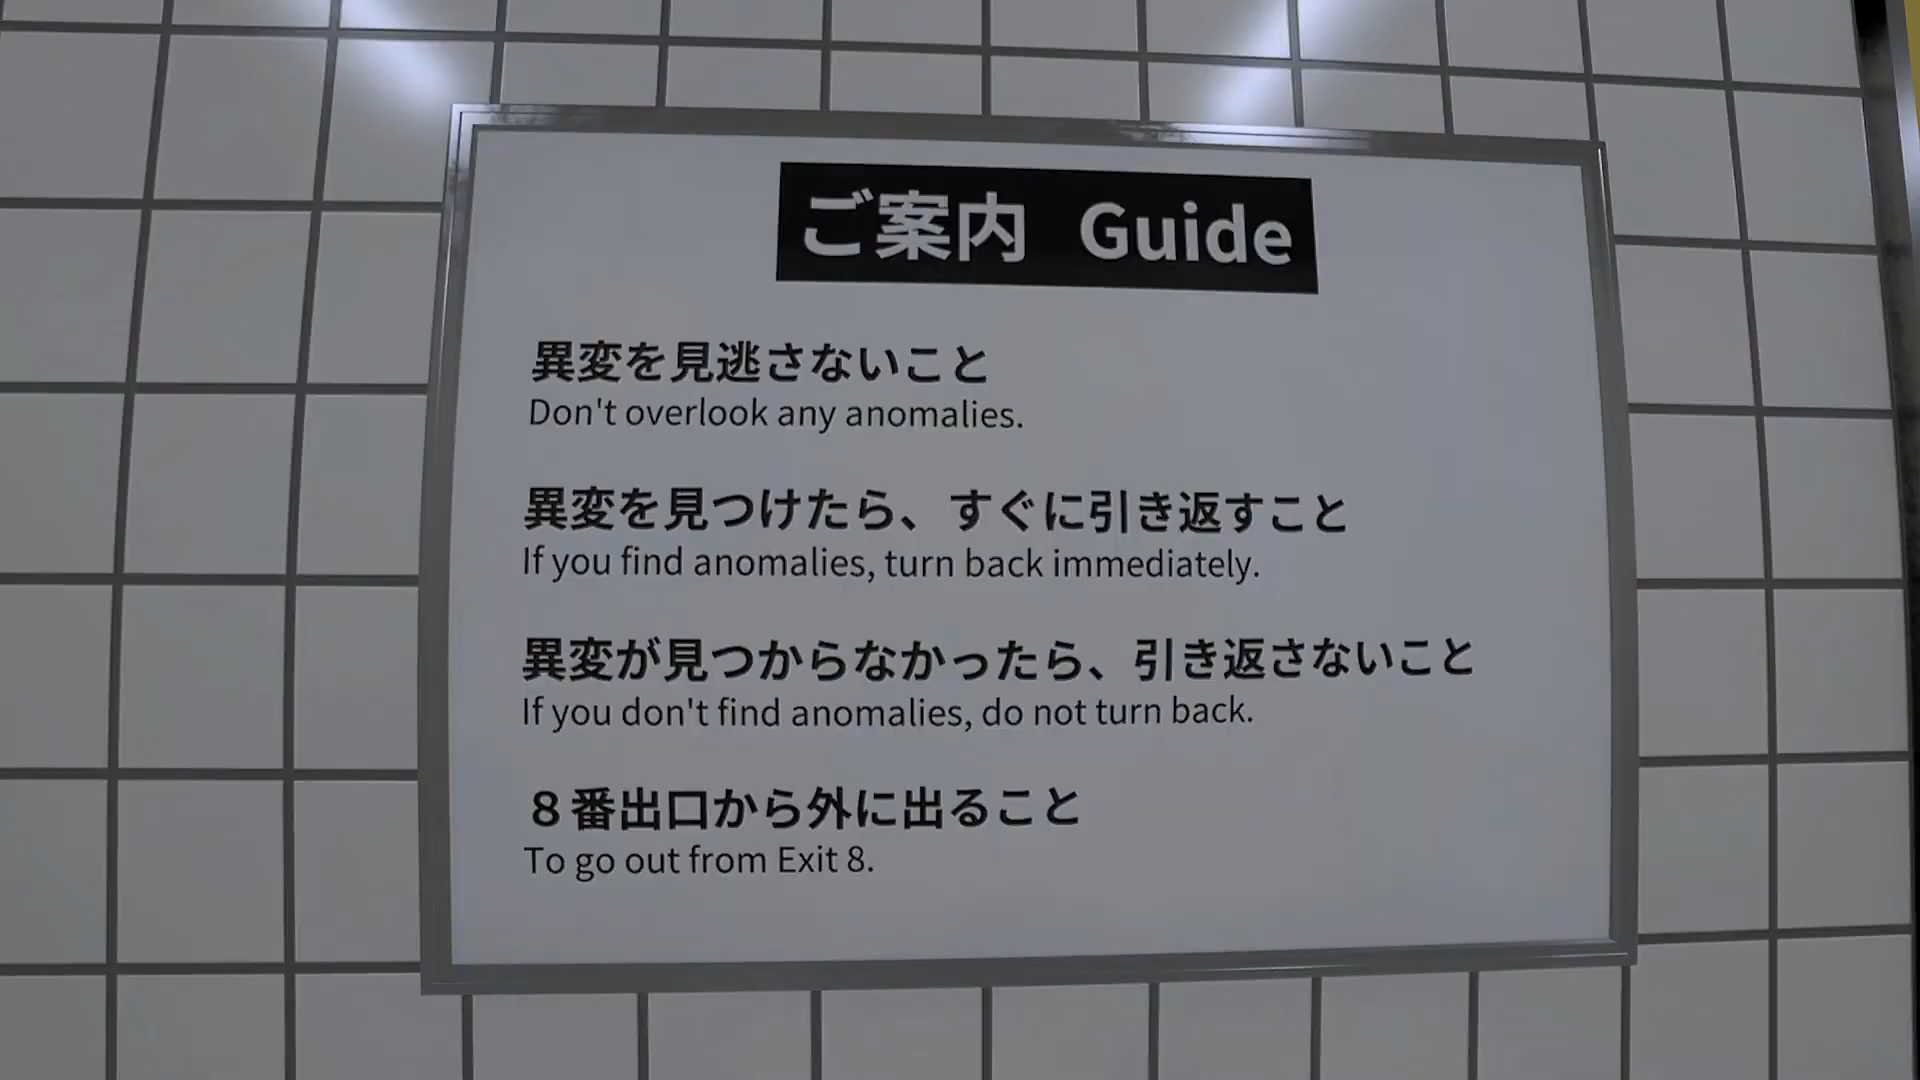 ご案内 Guide
異変を見逃さないこと
Don't overlook any anomalies.
異変を見つけたら、すぐに引き返すこと
If you find anomalies, turn back immediately.
異変が見つからなかったら、引き返さないこと
If you don't find anomalies, do not turn back.
８番出口から外に出ること
To go out from Exit 8.